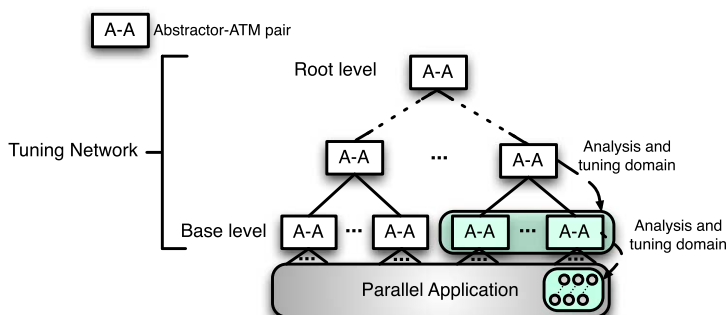 A-A Abstractor-ATM pair
Root level A-A
Tuning Network
A-A ... A-A
Analysis and
tuning domain
Base level A-A ... A-A A-A ... A-A
Analysis and
tuning domain
... ... ... ...
Parallel Application